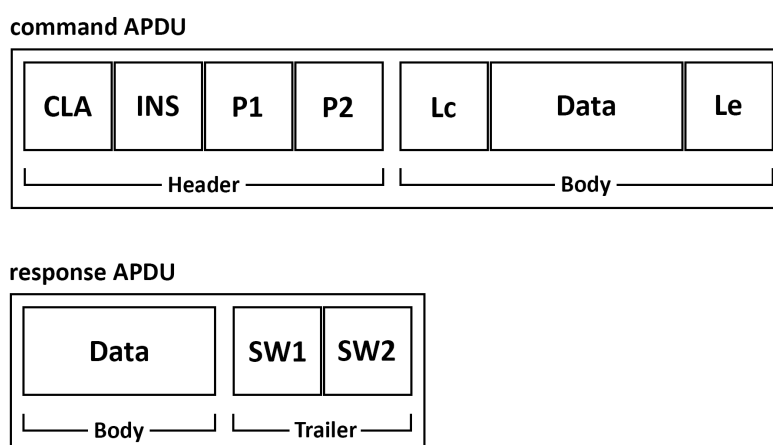 command APDU
CLA INS P1 P2 Lc Data Le
Header Body
response APDU
Data SW1 SW2
Body Trailer